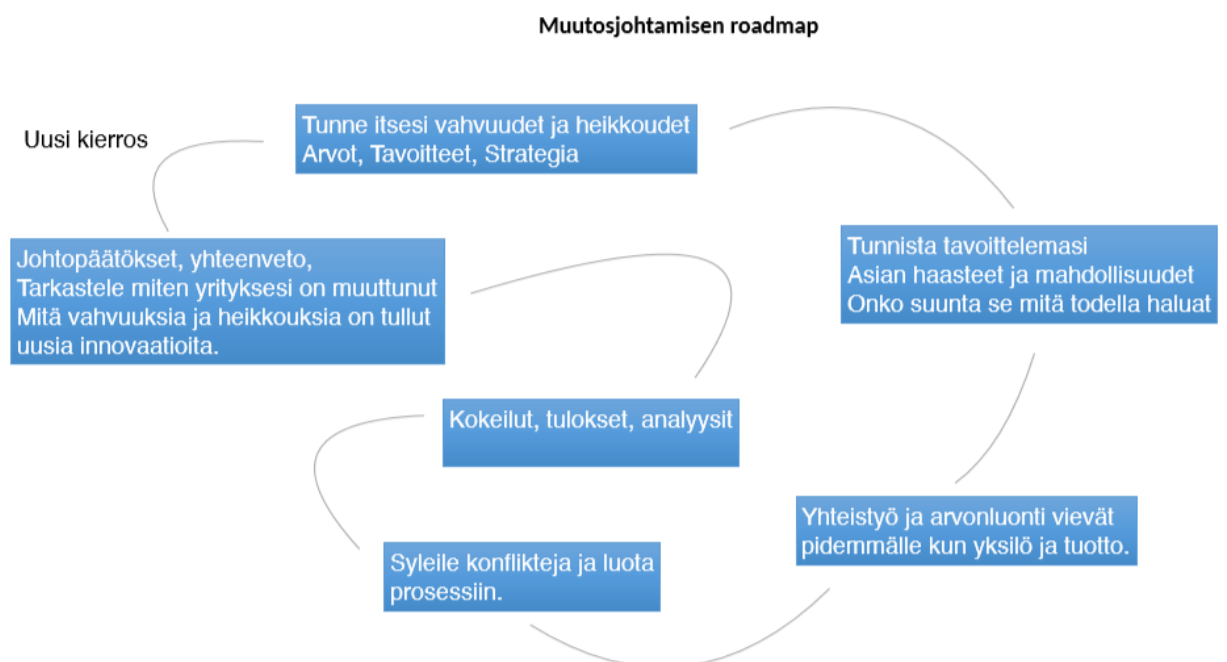 Muutosjohtamisen roadmap
Uusi kierros
Tunne itsesi vahvuudet ja heikkoudet
Arvot, Tavoitteet, Strategia
Tunnista tavoittelemasi
Asian haasteet ja mahdollisuudet
Onko suunta se mitä todella haluat
Yhteistyö ja arvonluonti vievät
pidemmälle kun yksilö ja tuotto.
Syleile konflikteja ja luota
prosessiin.
Kokeilut, tulokset, analyysit
Johtopäätökset, yhteenveto,
Tarkastele miten yrityksesi on muuttunut
Mitä vahvuuksia ja heikkouksia on tullut
uusia innovaatioita.